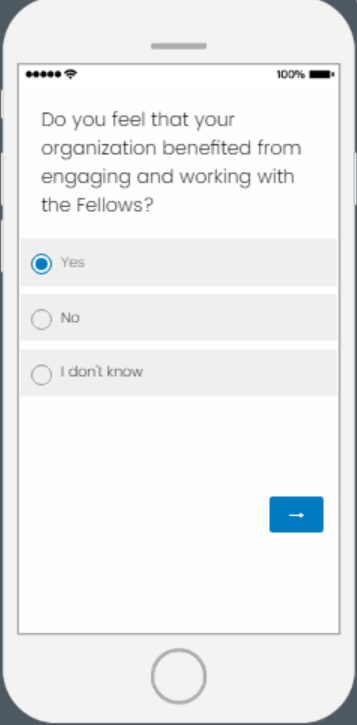 100%
Do you feel that your
organization benefited from
engaging and working with
the Fellows?
Yes
No
I don't know